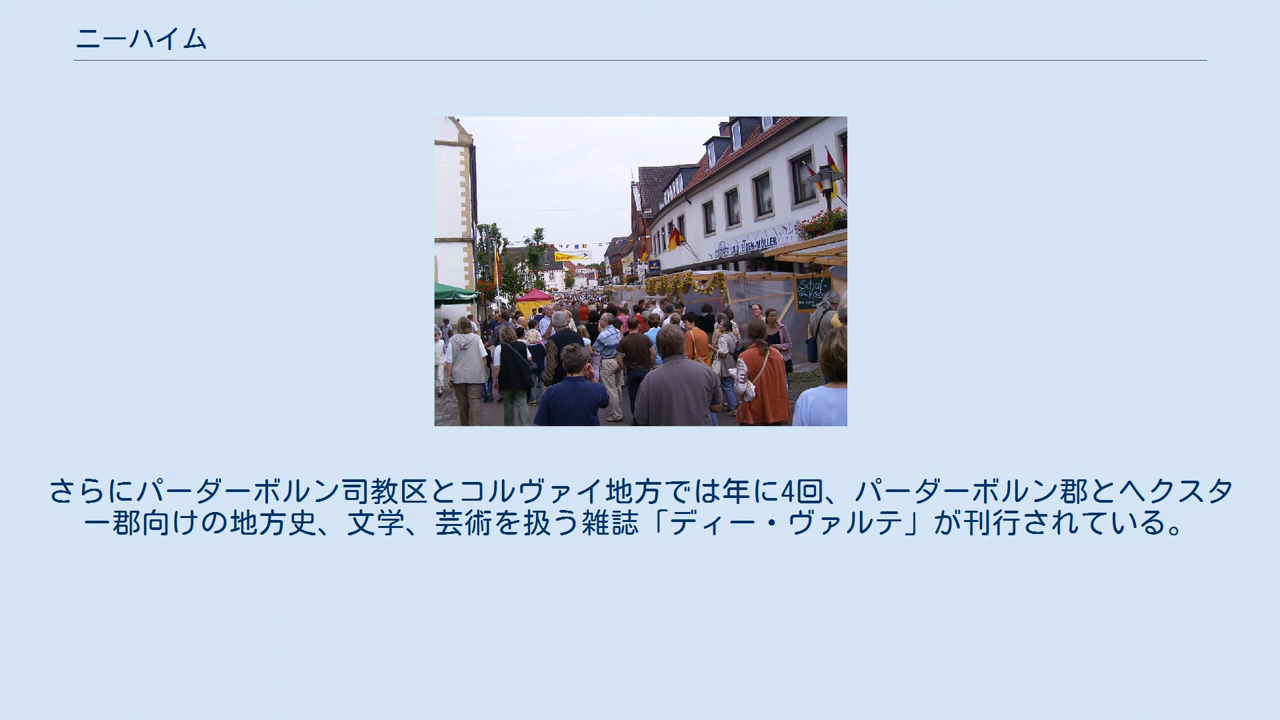 ニーハイム
UND EISEN-MÖLLER
Schaf-
さらにパーダーボルン司教区とコルヴァイ地方では年に4回、パーダーボルン郡とヘクスタ
ー郡向けの地方史、文学、芸術を扱う雑誌「ディー・ヴァルテ」が刊行されている。